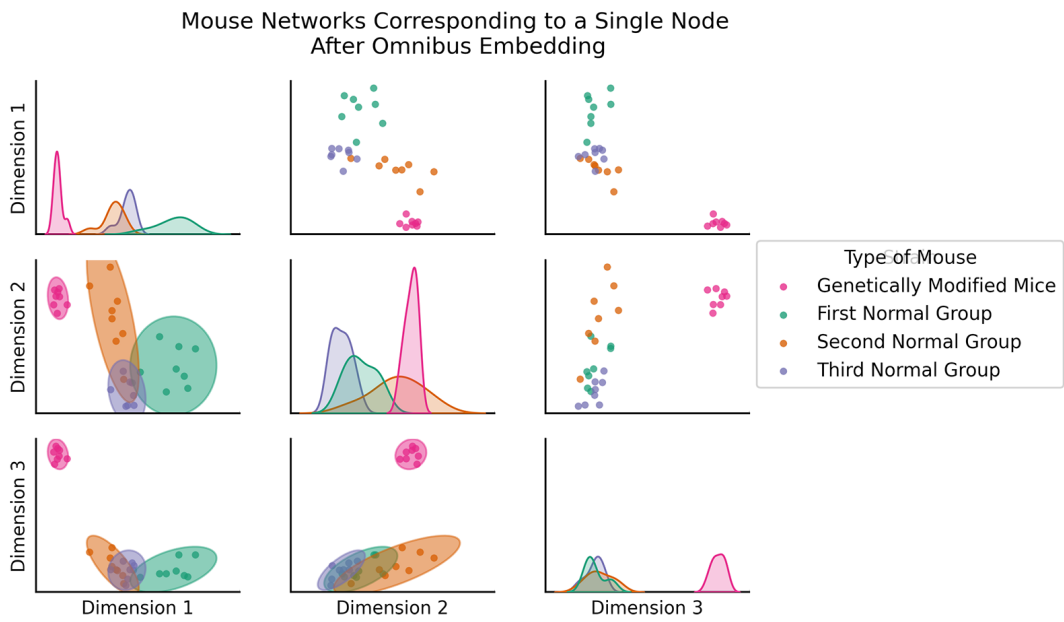 Mouse Networks Corresponding to a Single Node
After Omnibus Embedding
Dimension 1
Dimension 2
Dimension 3
Dimension 1
Dimension 2
Dimension 3
Type of Mouse
Genetically Modified Mice
First Normal Group
Second Normal Group
Third Normal Group